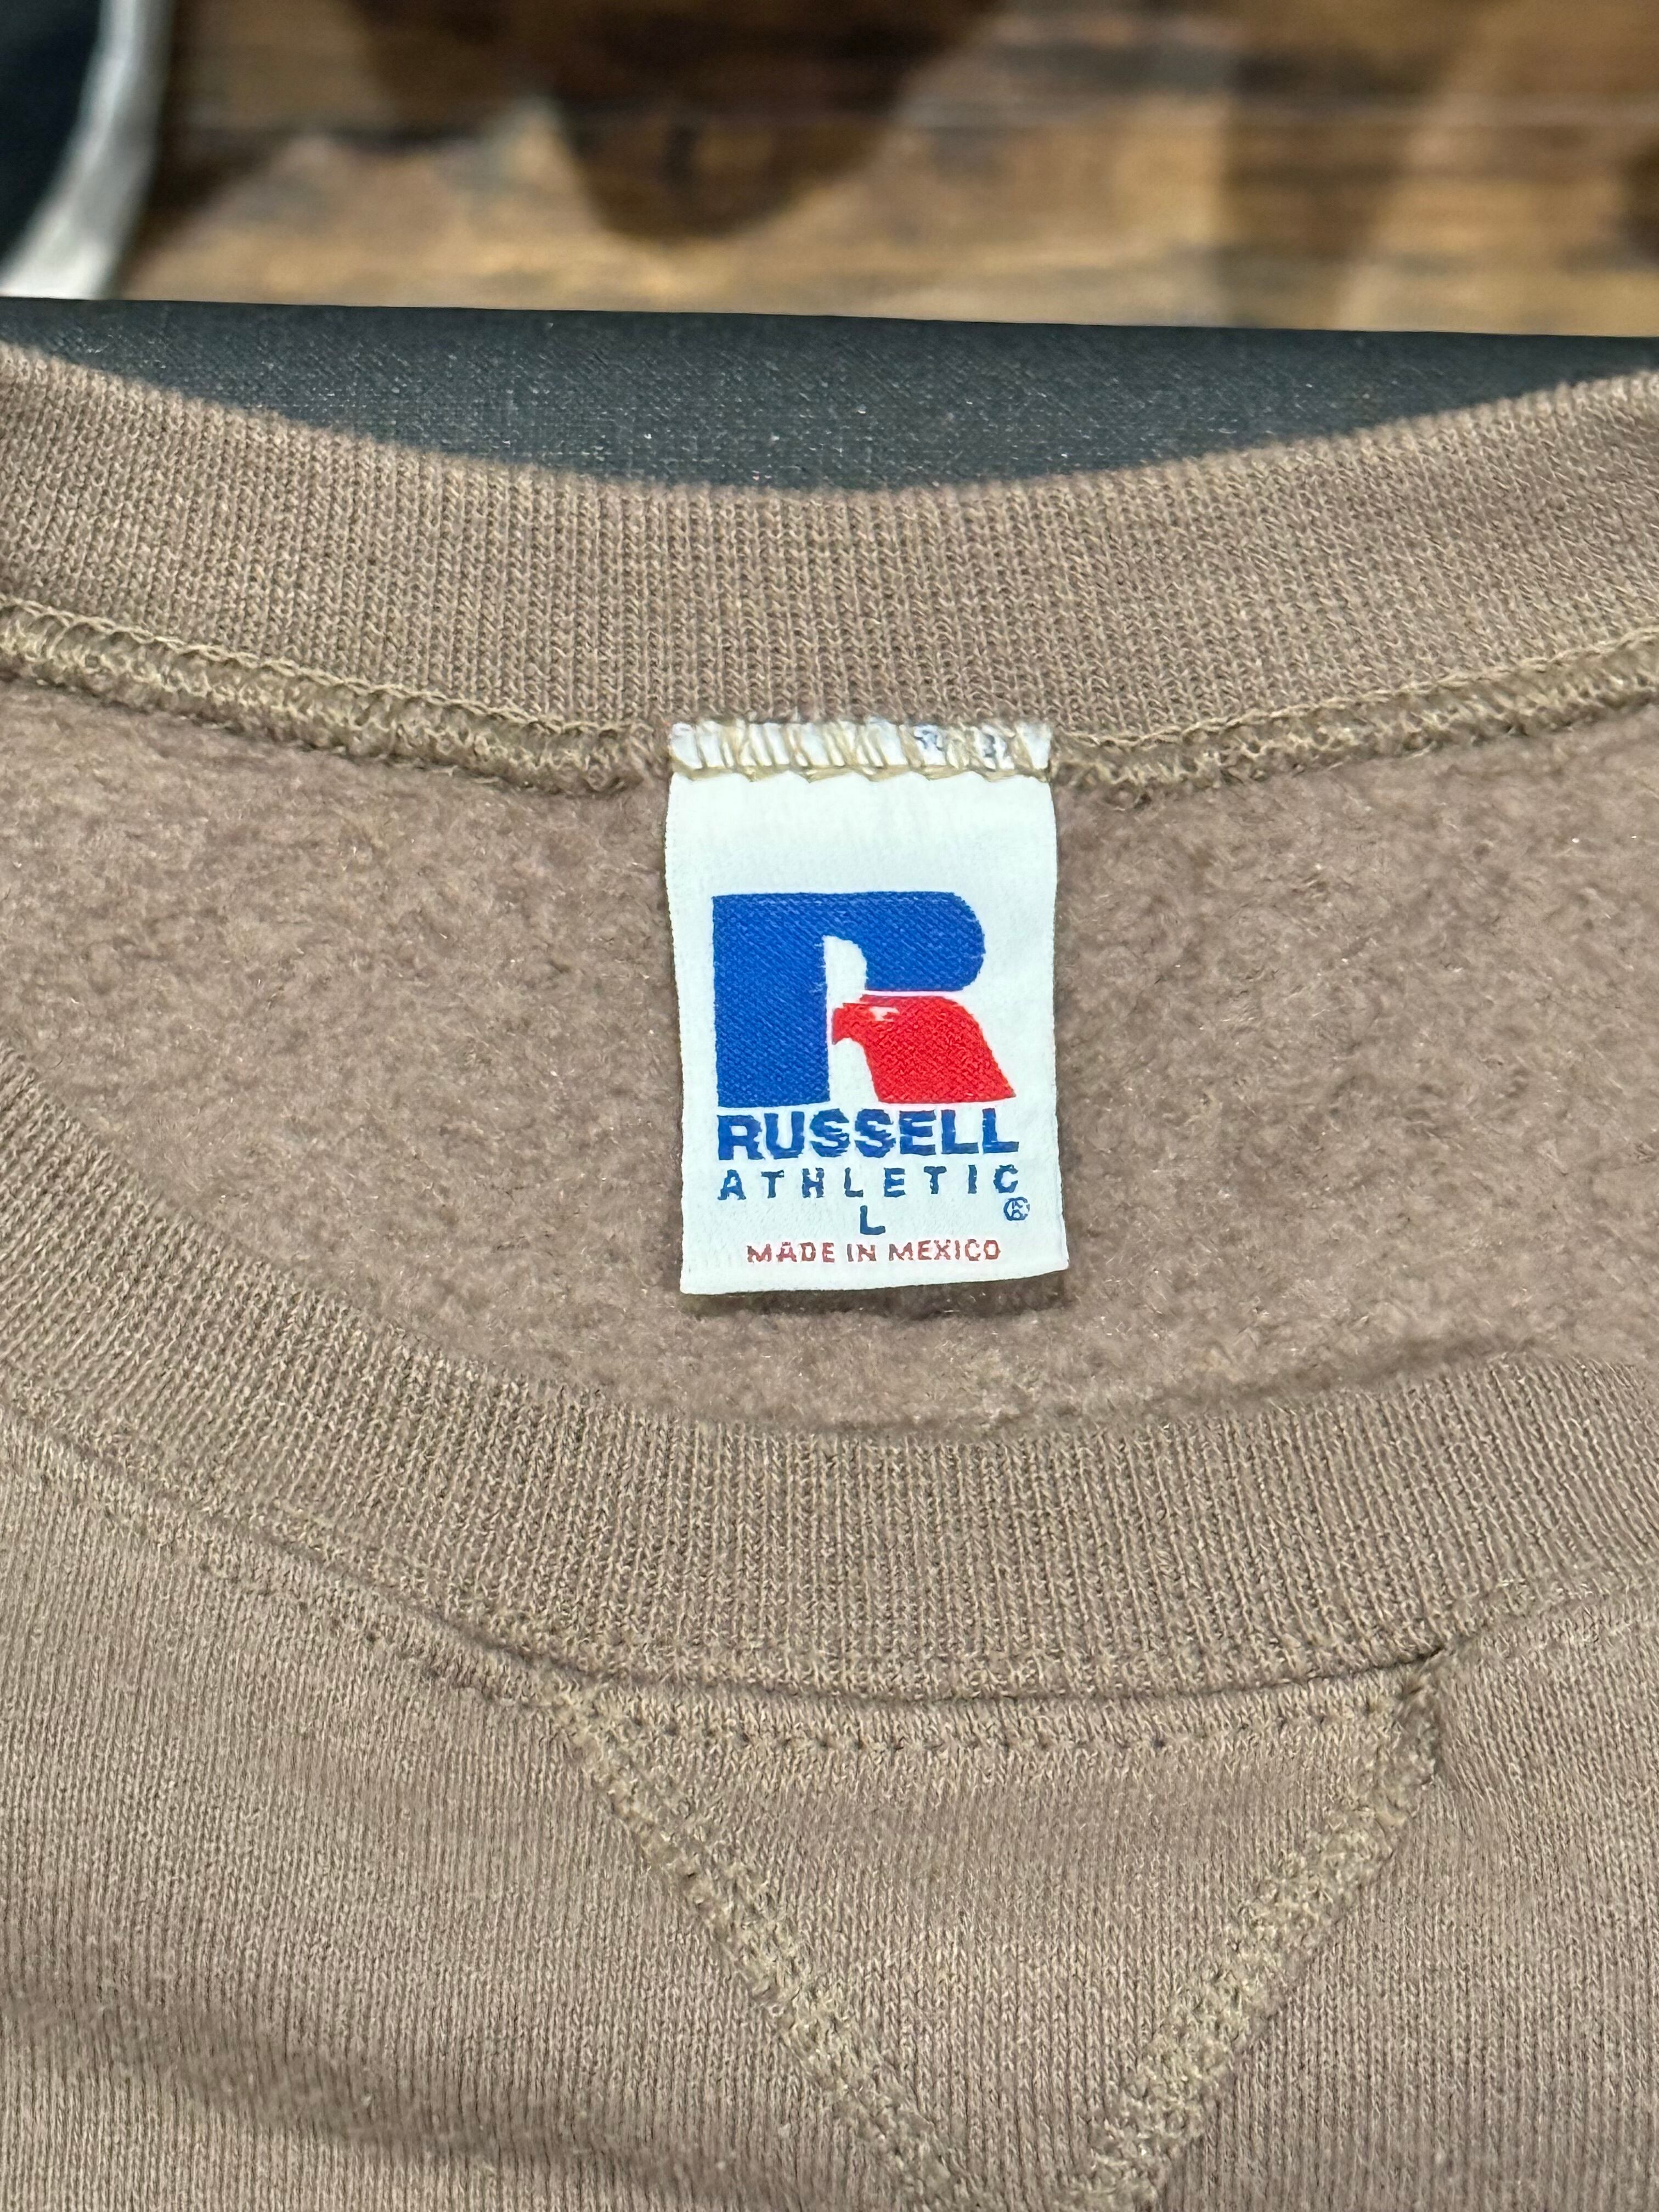 RUSSELL
ATHLETIC
®
L
MADE IN MEXICO